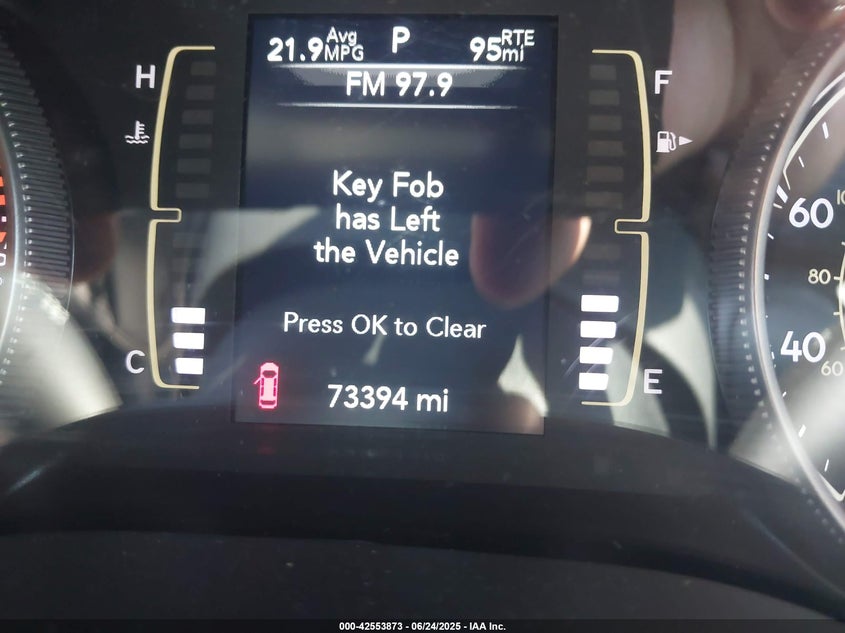 21.9 Avg MPG P 95 RTE mi
FM 97.9
H
F
Key Fob
has Left
the Vehicle
60
80
Press OK to Clear
40
60
C
E
73394 mi
000-42553873 - 06/24/2025 - IAA Inc.